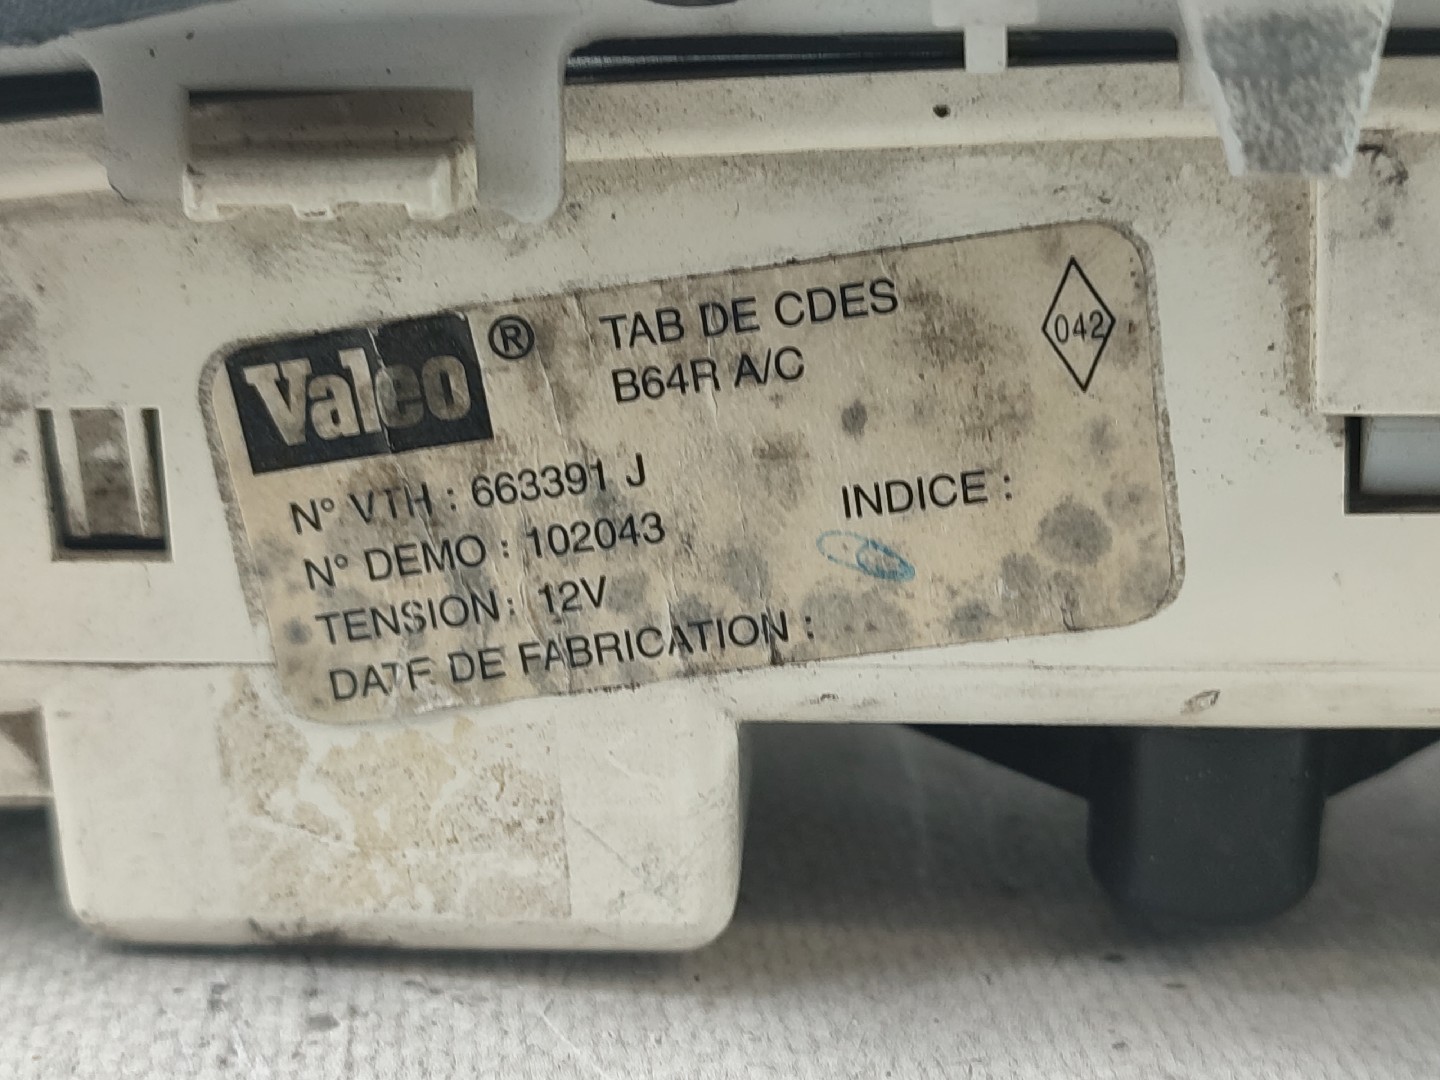 Valeo ®
TAB DE CDES
B64R A/C
042
N° VTH : 663391 J
N° DEMO : 102043
INDICE :
TENSION : 12V
DATE DE FABRICATION :